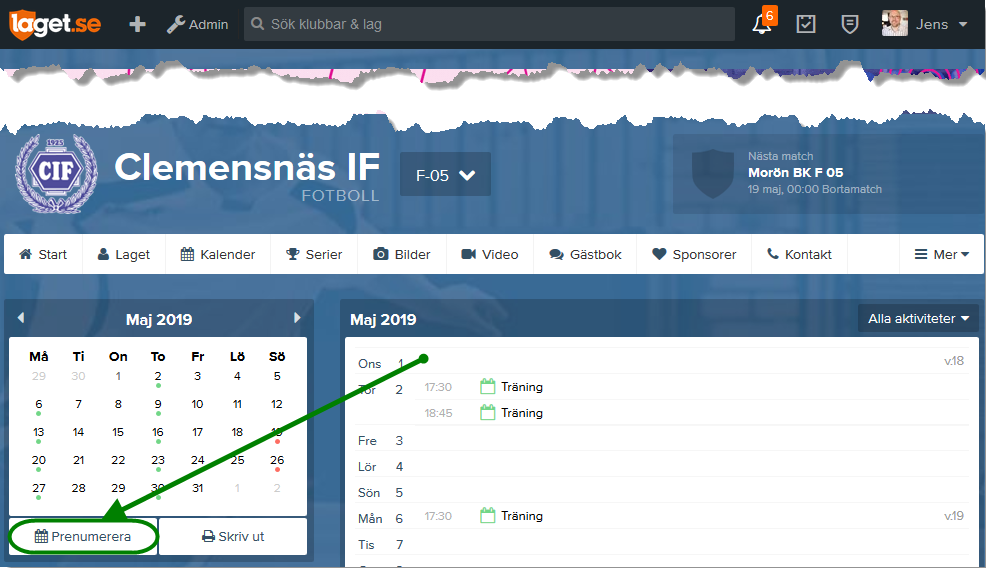 laget.se Admin Sök klubbar & lag 6 Jens
1925
CIF
Clemensnäs IF
FOTBOLL
F-05
Nästa match
Morön BK F 05
19 maj, 00:00 Bortamatch
Start Laget Kalender Serier Bilder Video Gästbok Sponsorer Kontakt Mer
Maj 2019
Må Ti On To Fr Lö Sö
29 30 1 2 3 4 5
6 7 8 9 10 11 12
13 14 15 16 17 18 19
20 21 22 23 24 25 26
27 28 29 30 31 1 2
Prenumerera Skriv ut
Maj 2019 Alla aktiviteter
Ons 1 v.18
Tor 2 17:30 Träning
18:45 Träning
Fre 3
Lör 4
Sön 5
Mån 6 17:30 Träning v.19
Tis 7